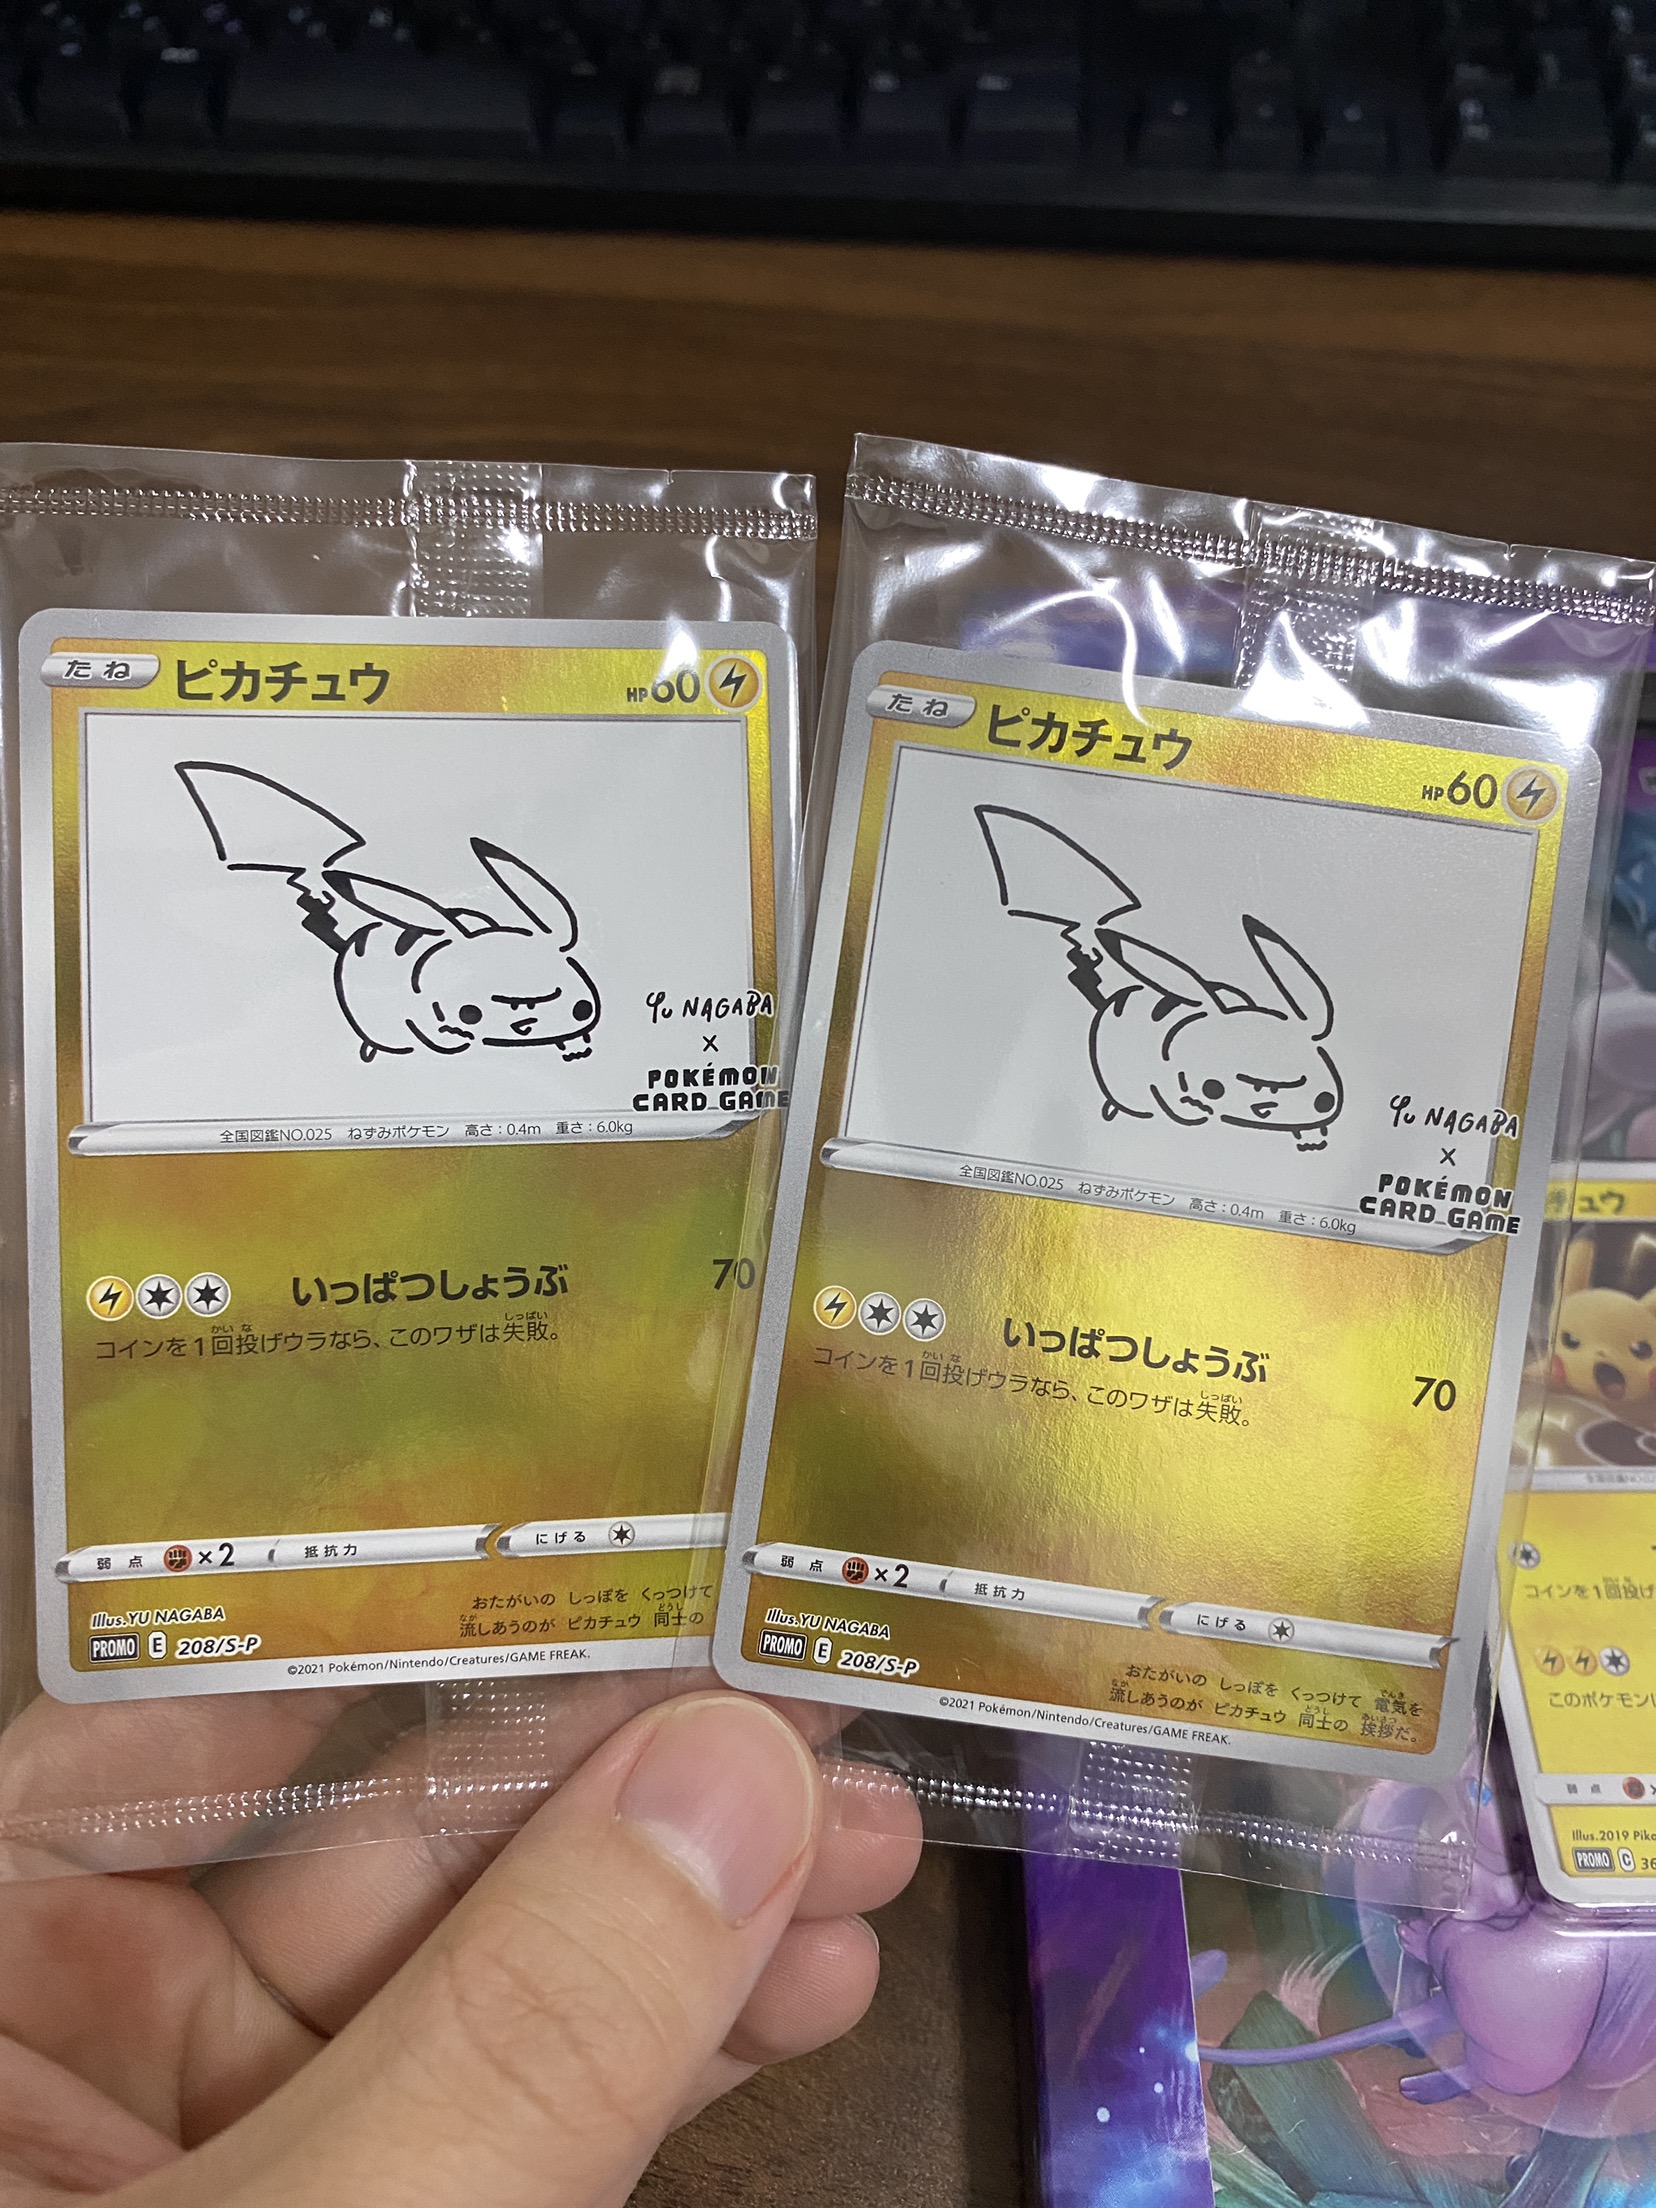 たね ピカチュウ HP60
Yu NAGABA
×
POKÉMON
CARD GAME
全国図鑑NO.025 ねずみポケモン 高さ:0.4m 重さ:6.0kg
いっぱつしょうぶ 70
コインを1回投げウラなら、このワザは失敗。
弱点 ×2 抵抗力 にげる
おたがいの しっぽを くっつけて
流しあうのが ピカチュウ 同士の
Illus.YU NAGABA
PROMO E 208/S-P
©2021 Pokémon/Nintendo/Creatures/GAME FREAK.
たね ピカチュウ HP60
Yu NAGABA
×
POKÉMON
CARD GAME
全国図鑑NO.025 ねずみポケモン 高さ:0.4m 重さ:6.0kg
いっぱつしょうぶ 70
コインを1回投げウラなら、このワザは失敗。
弱点 ×2 抵抗力 にげる
Illus.YU NAGABA
PROMO E 208/S-P
おたがいの しっぽを くっつけて 電気を
流しあうのが ピカチュウ 同士の 挨拶だ。
©2021 Pokémon/Nintendo/Creatures/GAME FREAK.
ュウ
コインを1回投げ
このポケモン
弱点
Illus.2019 Pik
PROMO C 36